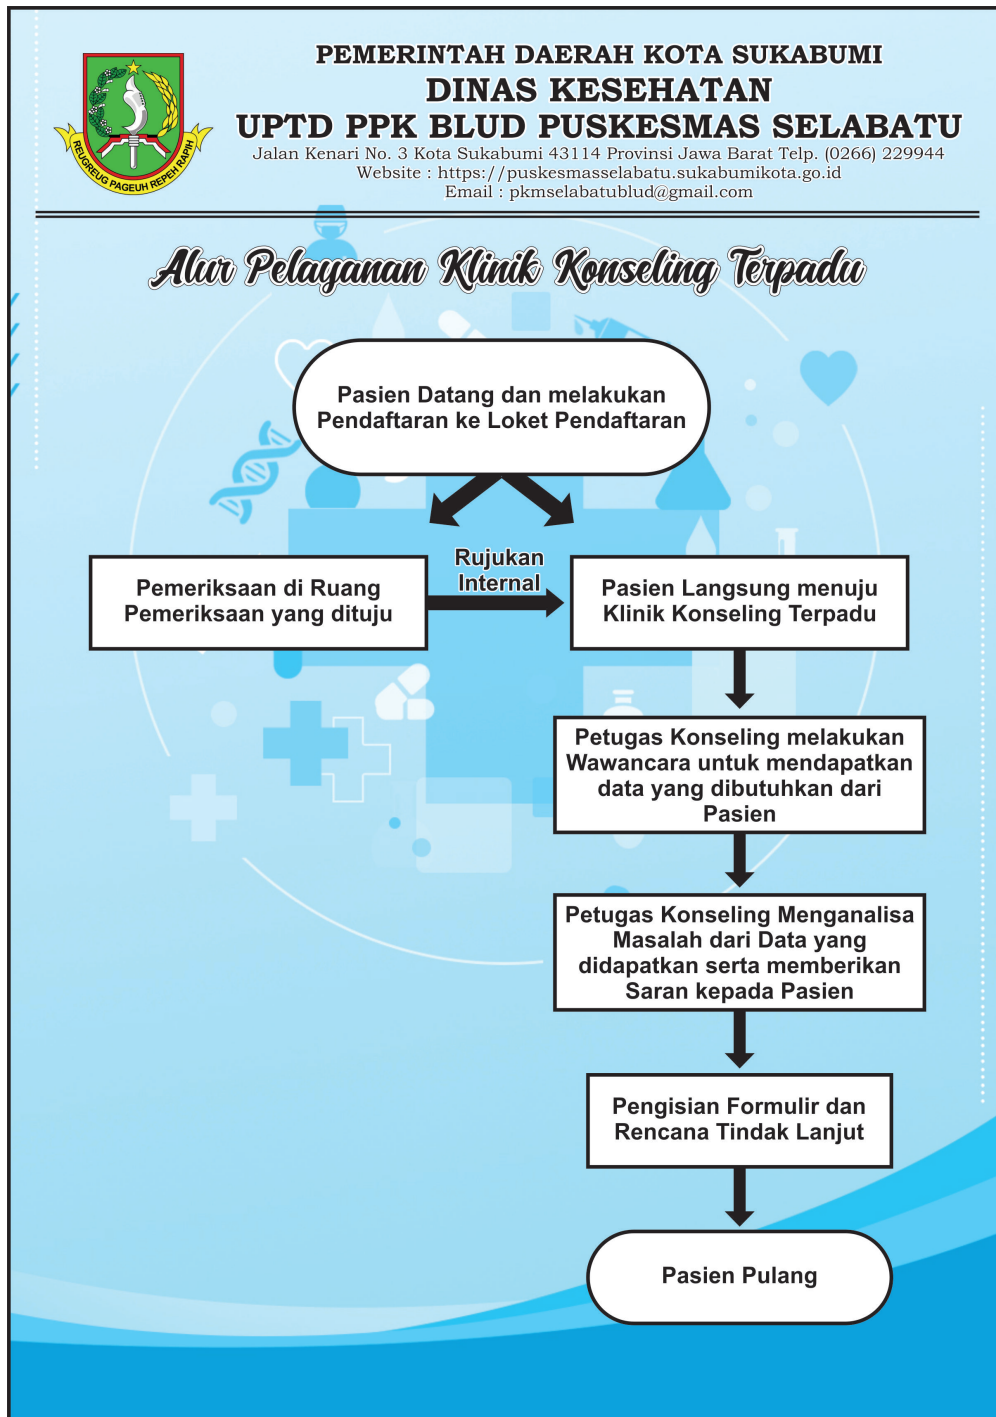 PEMERINTAH DAERAH KOTA SUKABUMI
DINAS KESEHATAN
UPTD PPK BLUD PUSKESMAS SELABATU
Jalan Kenari No. 3 Kota Sukabumi 43114 Provinsi Jawa Barat Telp. (0266) 229944
Website : https://puskesmasselabatu.sukabumikota.go.id
Email : pkmselabatublud@gmail.com
REUGREUG PAGEUH REPEH RAPIH
Alur Pelayanan Klinik Konseling Terpadu
Pasien Datang dan melakukan
Pendaftaran ke Loket Pendaftaran
Pemeriksaan di Ruang
Pemeriksaan yang dituju
Rujukan
Internal
Pasien Langsung menuju
Klinik Konseling Terpadu
Petugas Konseling melakukan
Wawancara untuk mendapatkan
data yang dibutuhkan dari
Pasien
Petugas Konseling Menganalisa
Masalah dari Data yang
didapatkan serta memberikan
Saran kepada Pasien
Pengisian Formulir dan
Rencana Tindak Lanjut
Pasien Pulang